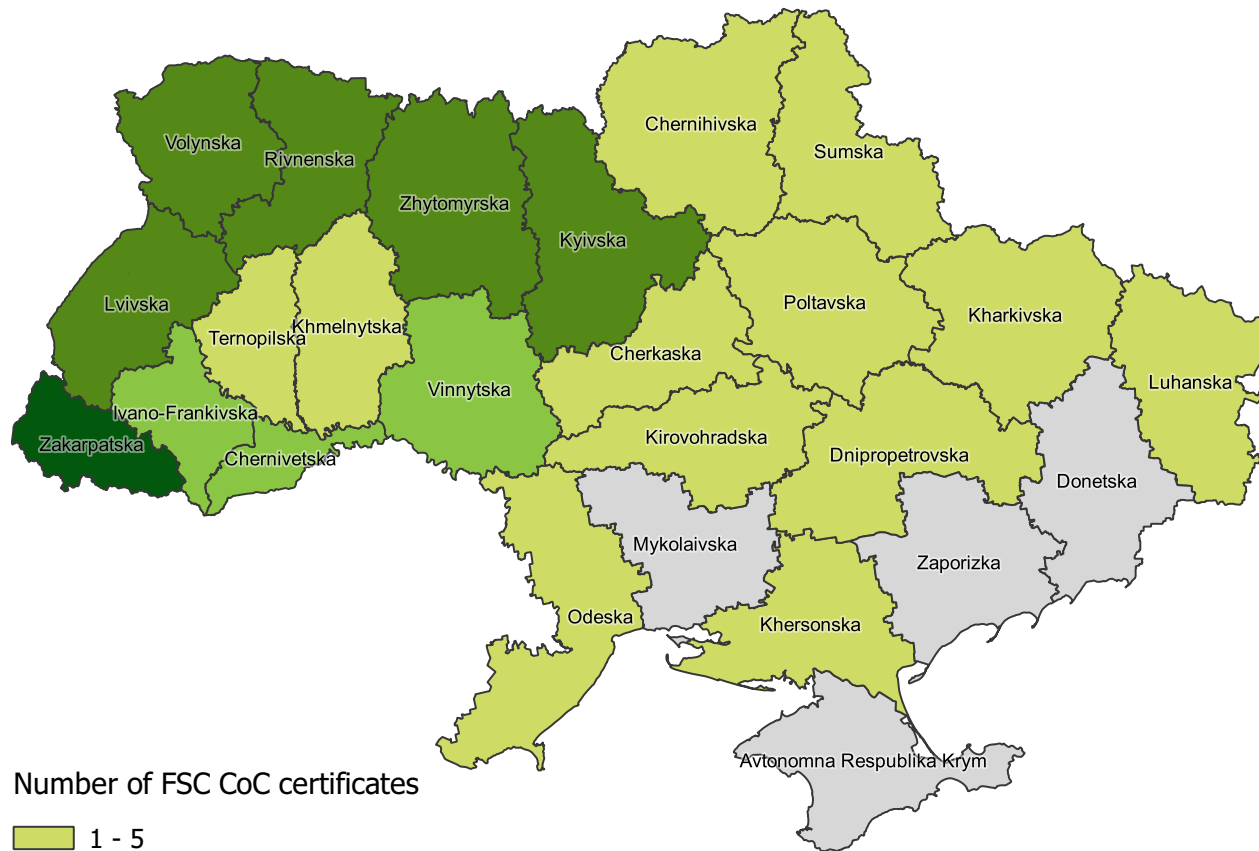 Chernihivska
Sumska
Volynska
Rivnenska
Zhytomyrska
Kyivska
Lvivska
Ternopilska
Khmelnytska
Poltavska
Kharkivska
Cherkaska
Luhanska
Vinnytska
Ivano-Frankivska
Zakarpatska
Chernivetska
Kirovohradska
Dnipropetrovska
Donetska
Mykolaivska
Zaporizka
Odeska
Khersonska
Avtonomna Respublika Krym
Number of FSC CoC certificates
1 - 5